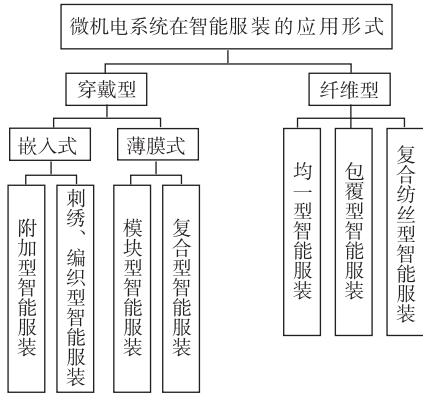 微机电系统在智能服装的应用形式
穿戴型
纤维型
嵌入式
薄膜式
附加型智能服装
刺绣、编织型智能服装
模块型智能服装
复合型智能服装
均一型智能服装
包覆型智能服装
复合纺丝型智能服装